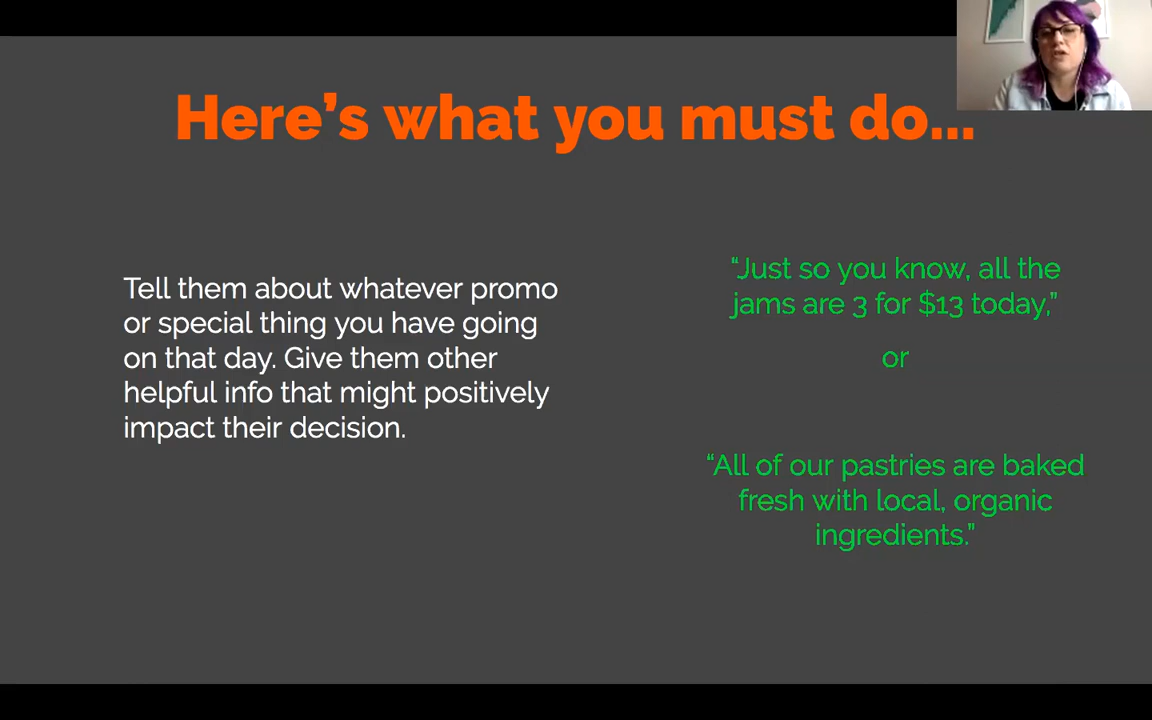 Here’s what you must do...
Tell them about whatever promo
or special thing you have going
on that day. Give them other
helpful info that might positively
impact their decision.
“Just so you know, all the
jams are 3 for $13 today,”
or
“All of our pastries are baked
fresh with local, organic
ingredients.”